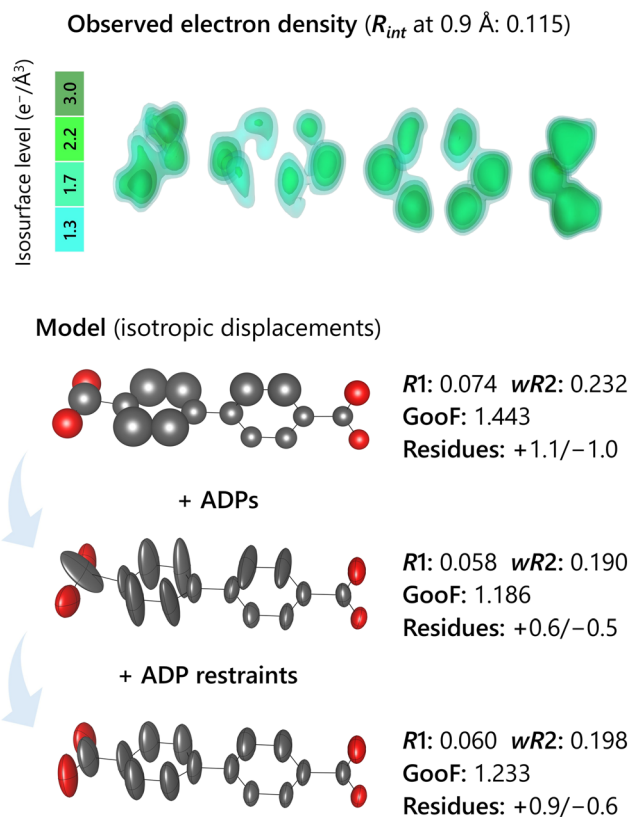 Observed electron density (Rint at 0.9 Å: 0.115)
Isosurface level (e−/Å3)
3.0
2.2
1.7
1.3
Model (isotropic displacements)
R1: 0.074 wR2: 0.232
GooF: 1.443
Residues: +1.1/−1.0
+ ADPs
R1: 0.058 wR2: 0.190
GooF: 1.186
Residues: +0.6/−0.5
+ ADP restraints
R1: 0.060 wR2: 0.198
GooF: 1.233
Residues: +0.9/−0.6